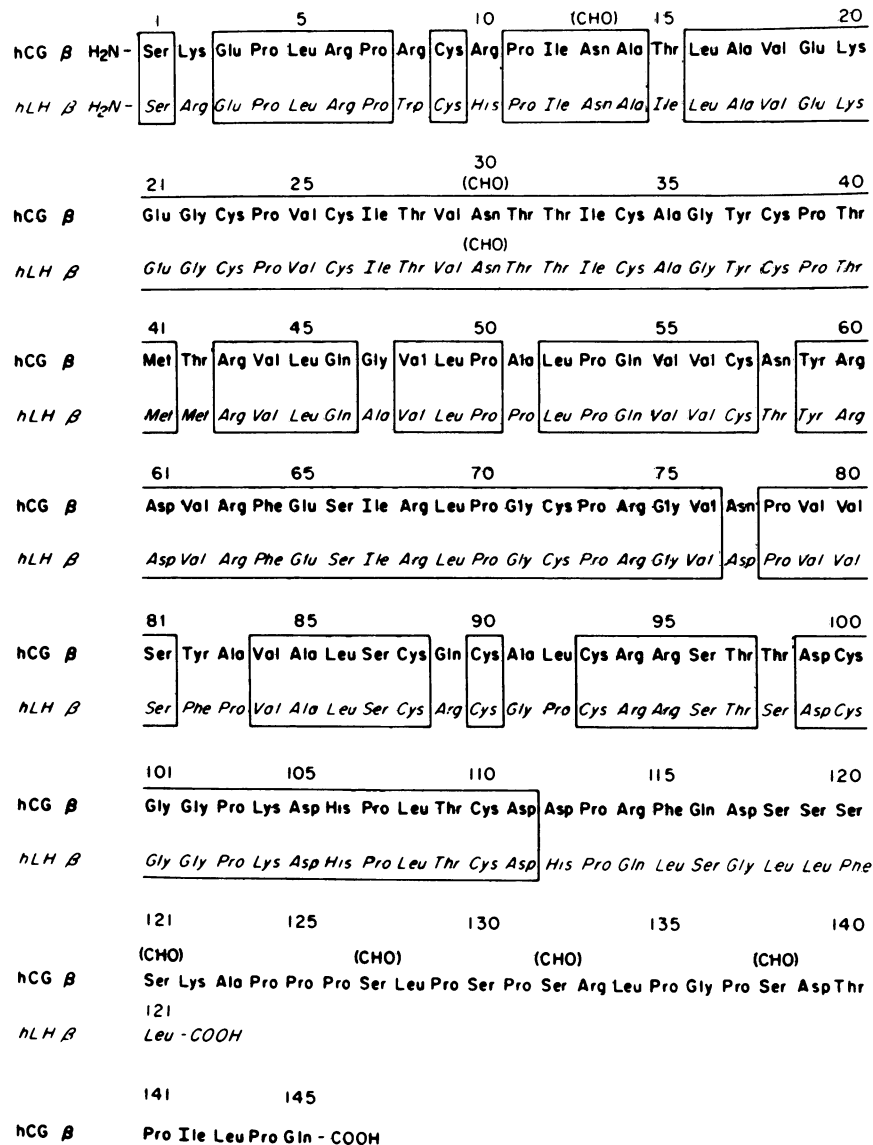 1 5 10 (CHO) 15 20
hCG β H2N- Ser Lys Glu Pro Leu Arg Pro Arg Cys Arg Pro Ile Asn Ala Thr Leu Ala Val Glu Lys
hLH β H2N- Ser Arg Glu Pro Leu Arg Pro Trp Cys His Pro Ile Asn Ala Ile Leu Ala Val Glu Lys
21 25 30 35 40
(CHO)
hCG β Glu Gly Cys Pro Val Cys Ile Thr Val Asn Thr Thr Ile Cys Ala Gly Tyr Cys Pro Thr
(CHO)
hLH β Glu Gly Cys Pro Val Cys Ile Thr Val Asn Thr Thr Ile Cys Ala Gly Tyr Cys Pro Thr
41 45 50 55 60
hCG β Met Thr Arg Val Leu Gln Gly Val Leu Pro Ala Leu Pro Gln Val Val Cys Asn Tyr Arg
hLH β Met Met Arg Val Leu Gln Ala Val Leu Pro Pro Leu Pro Gln Val Val Cys Thr Tyr Arg
61 65 70 75 80
hCG β Asp Val Arg Phe Glu Ser Ile Arg Leu Pro Gly Cys Pro Arg Gly Val Asn Pro Val Val
hLH β Asp Val Arg Phe Glu Ser Ile Arg Leu Pro Gly Cys Pro Arg Gly Val Asp Pro Val Val
81 85 90 95 100
hCG β Ser Tyr Ala Val Ala Leu Ser Cys Gln Cys Ala Leu Cys Arg Arg Ser Thr Thr Asp Cys
hLH β Ser Phe Pro Val Ala Leu Ser Cys Arg Cys Gly Pro Cys Arg Arg Ser Thr Ser Asp Cys
101 105 110 115 120
hCG β Gly Gly Pro Lys Asp His Pro Leu Thr Cys Asp Asp Pro Arg Phe Gln Asp Ser Ser Ser
hLH β Gly Gly Pro Lys Asp His Pro Leu Thr Cys Asp His Pro Gln Leu Ser Gly Leu Leu Phe
121 125 130 135 140
(CHO) (CHO) (CHO) (CHO)
hCG β Ser Lys Ala Pro Pro Pro Ser Leu Pro Ser Pro Ser Arg Leu Pro Gly Pro Ser Asp Thr
121
hLH β Leu - COOH
141 145
hCG β Pro Ile Leu Pro Gln - COOH